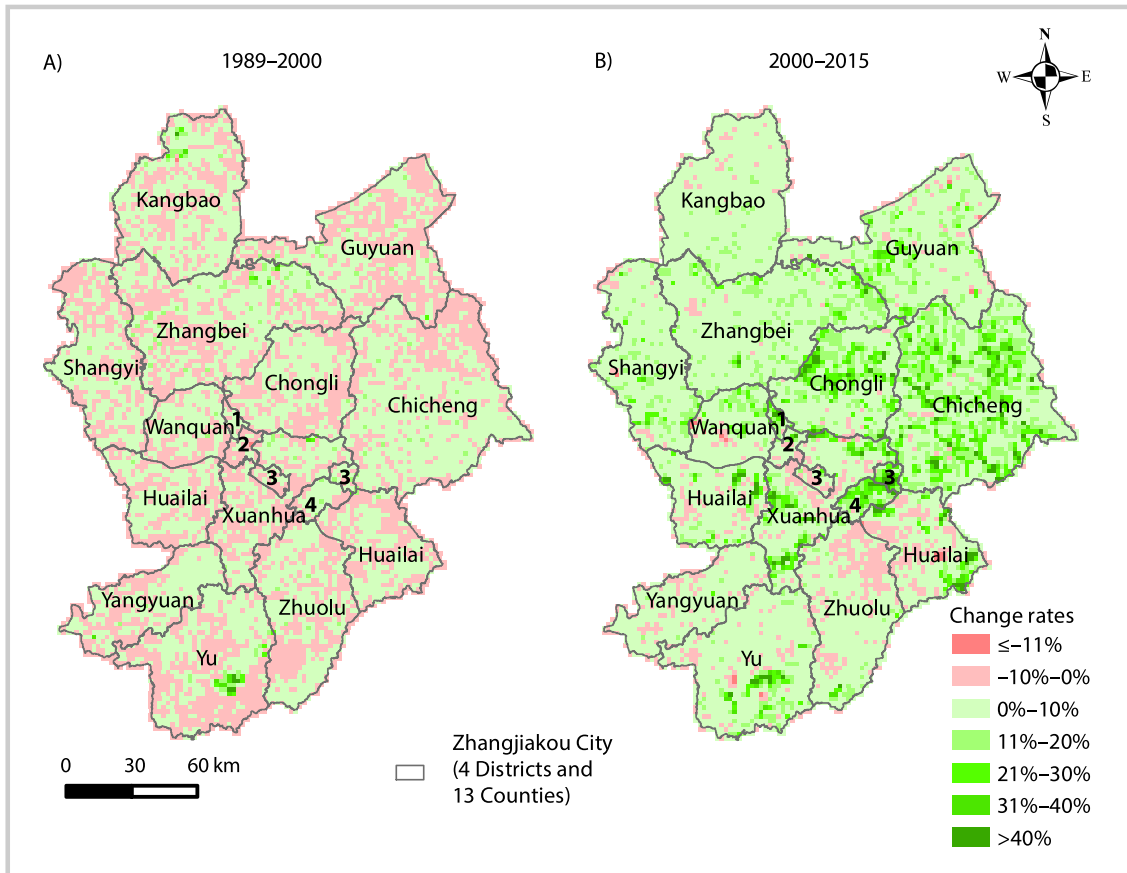 A)
1989–2000
Kangbao
Guyuan
Zhangbei
Shangyi
Chongli
Chicheng
Wanquan
1
2
3
3
Huailai
4
Xuanhua
Huailai
Yangyuan
Zhuolu
Yu
B)
2000–2015
N
W
E
S
Kangbao
Guyuan
Zhangbei
Shangyi
Chongli
Chicheng
Wanquan
1
2
3
3
Huailai
4
Xuanhua
Huailai
Yangyuan
Zhuolu
Yu
0 30 60 km
Zhangjiakou City
(4 Districts and
13 Counties)
Change rates
≤–11%
–10%–0%
0%–10%
11%–20%
21%–30%
31%–40%
>40%